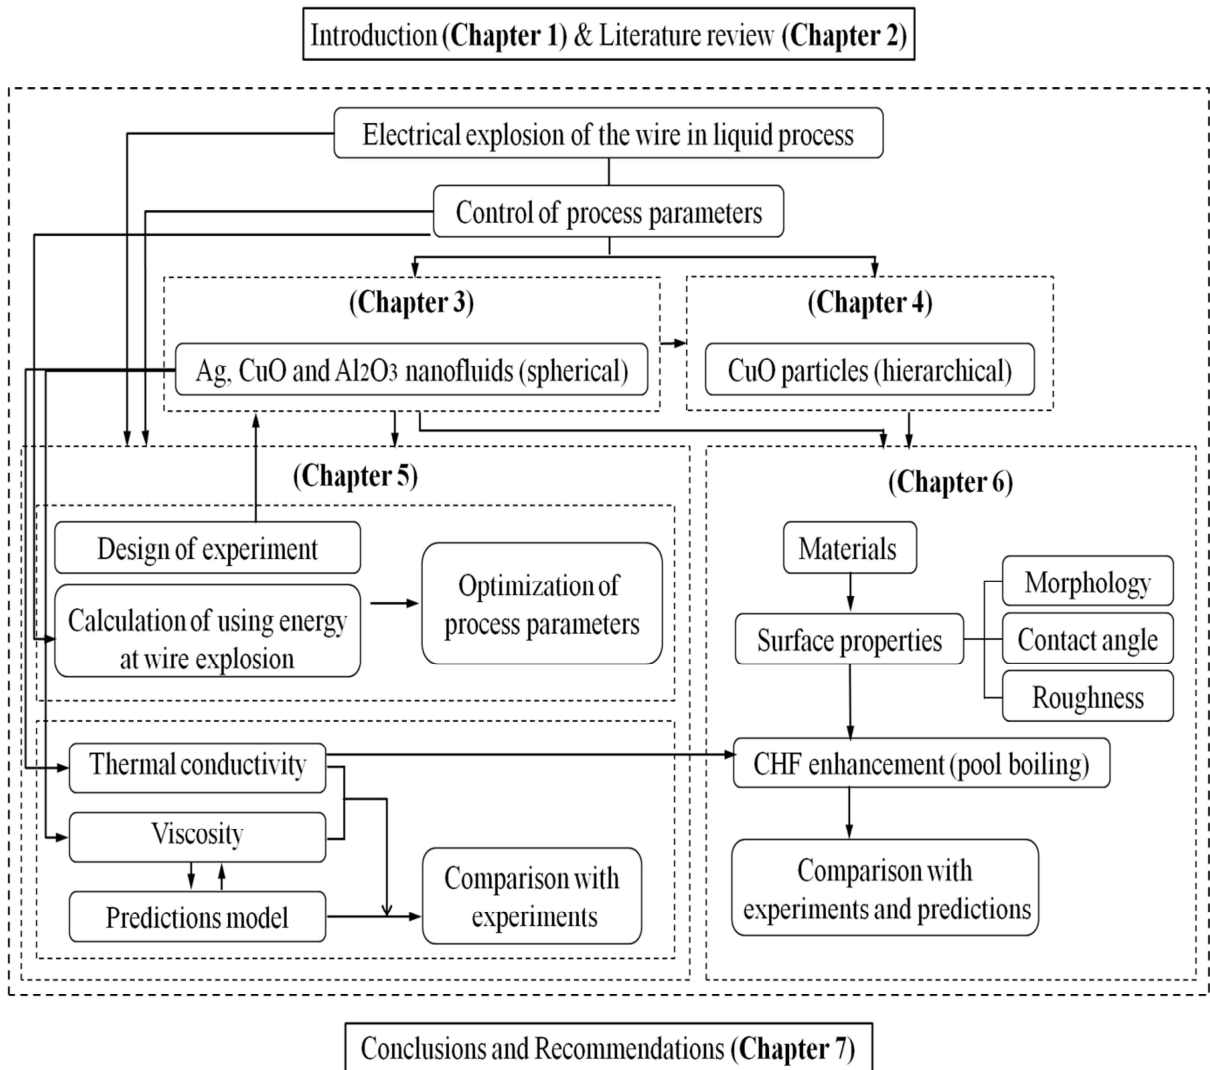 Introduction (Chapter 1) & Literature review (Chapter 2)
Electrical explosion of the wire in liquid process
Control of process parameters
(Chapter 3)
Ag, CuO and Al2O3 nanofluids (spherical)
(Chapter 4)
CuO particles (hierarchical)
(Chapter 5)
Design of experiment
Calculation of using energy
at wire explosion
Optimization of
process parameters
Thermal conductivity
Viscosity
Predictions model
Comparison with
experiments
(Chapter 6)
Materials
Surface properties
Morphology
Contact angle
Roughness
CHF enhancement (pool boiling)
Comparison with
experiments and predictions
Conclusions and Recommendations (Chapter 7)